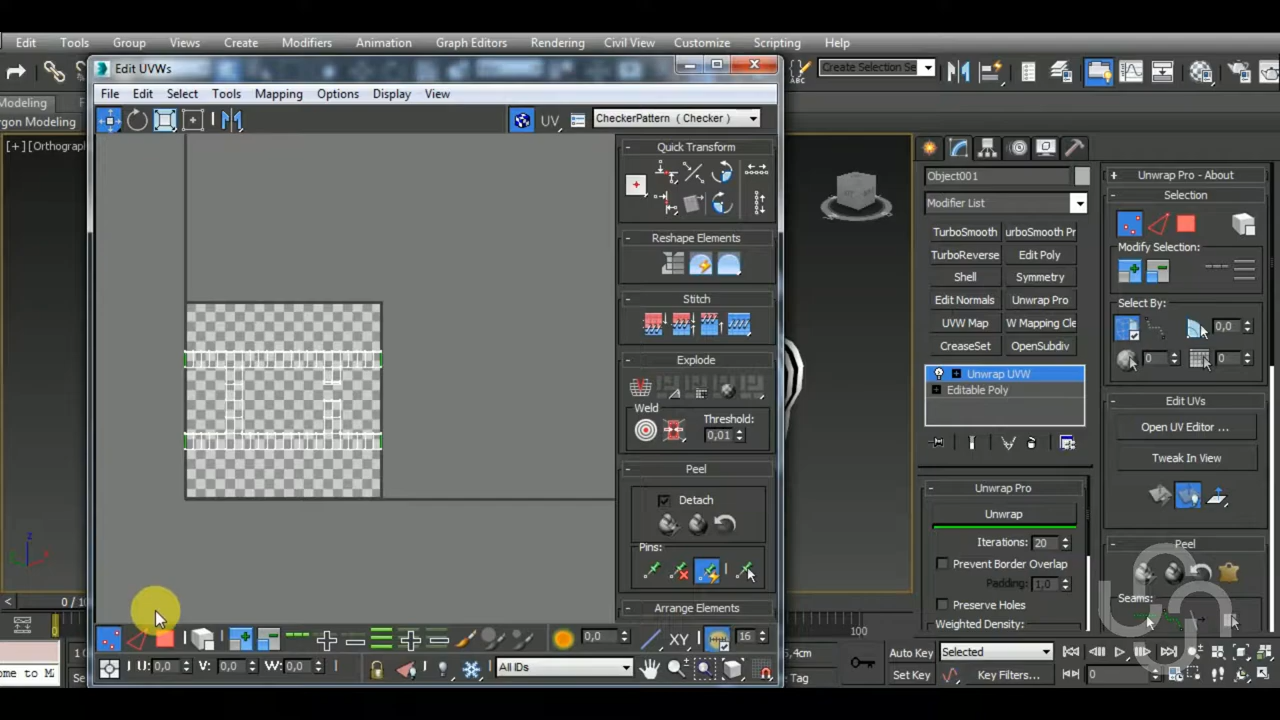 Edit Tools Group Views Create Modifiers Animation Graph Editors Rendering Civil View Customize Scripting Help
Edit UVWs
ABC Create Selection Se
File Edit Select Tools Mapping Options Display View
Modeling
UV CheckerPattern ( Checker )
ygon Modeling
[+] [Orthograp
Quick Transform
Object001
Unwrap Pro - About
Selection
Modifier List
TurboSmooth urboSmooth Pr
Modify Selection:
Reshape Elements
TurboReverse Edit Poly
Shell Symmetry
Edit Normals Unwrap Pro
Select By:
Stitch
UVW Map W Mapping Cle
0,0
CreaseSet OpenSubdiv
0 0
Explode
Unwrap UVW
Editable Poly
Weld Threshold:
0,01
Edit UVs
Open UV Editor ...
Tweak In View
Peel
Detach
Unwrap Pro
Unwrap
Iterations: 20
Pins:
Peel
Prevent Border Overlap
Padding: 1,0
Preserve Holes
Weighted Density:
Seams:
Arrange Elements
z
0 / 10
100
0,0 XY 16
U: 0,0 V: 0,0 W: 0,0 All IDs
5,4cm
Auto Key Selected
Set Key Key Filters... 0
ome to M
Tag